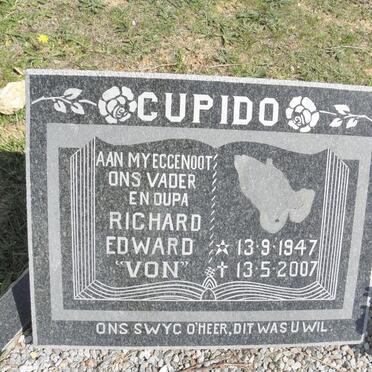 CUPIDO
AAN MY EGGENOOT
ONS VADER
EN OUPA
RICHARD
EDWARD
"VON"
☆ 13·9·1947
✝ 13·5·2007
ONS SWYG O'HEER, DIT WAS U WIL